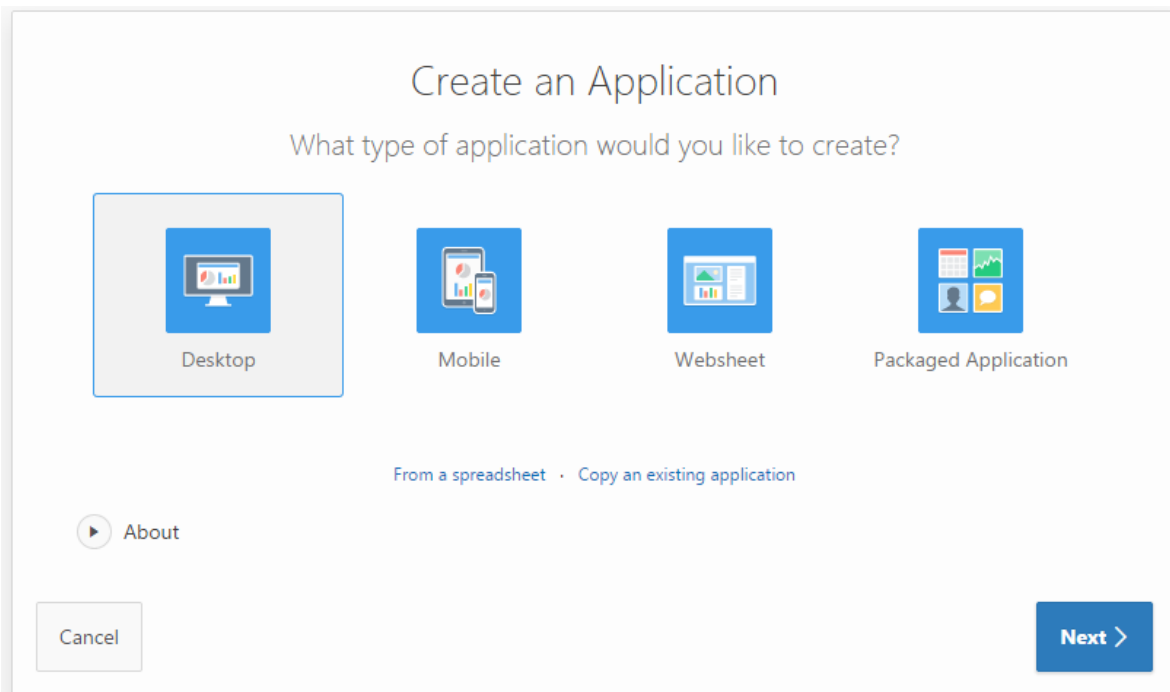 Create an Application
What type of application would you like to create?
Desktop
Mobile
Websheet
Packaged Application
From a spreadsheet · Copy an existing application
About
Cancel
Next